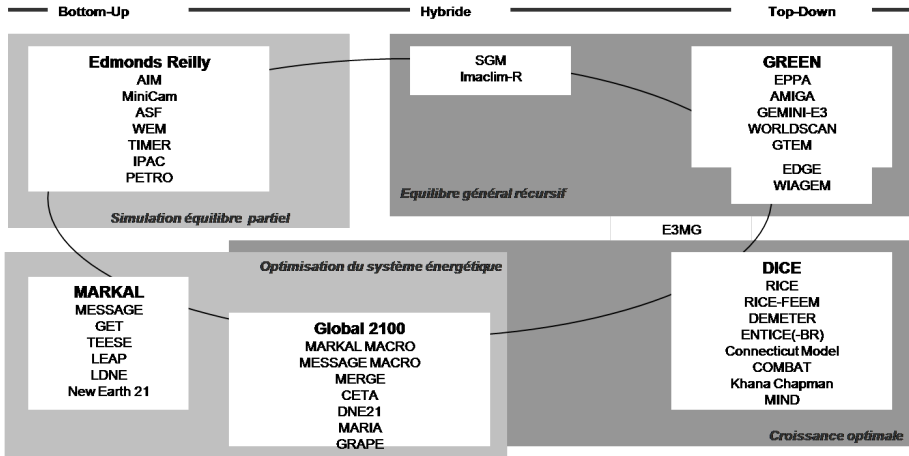 Bottom-Up
Hybride
Top-Down
Edmonds Reilly
AIM
MiniCam
ASF
WEM
TIMER
IPAC
PETRO
Simulation équilibre partiel
SGM
Imaclim-R
GREEN
EPPA
AMIGA
GEMINI-E3
WORLDSCAN
GTEM
EDGE
WIAGEM
Equilibre général récursif
E3MG
Optimisation du système énergétique
MARKAL
MESSAGE
GET
TEESE
LEAP
LDNE
New Earth 21
Global 2100
MARKAL MACRO
MESSAGE MACRO
MERGE
CETA
DNE21
MARIA
GRAPE
DICE
RICE
RICE-FEEM
DEMETER
ENTICE(-BR)
Connecticut Model
COMBAT
Khana Chapman
MIND
Croissance optimale